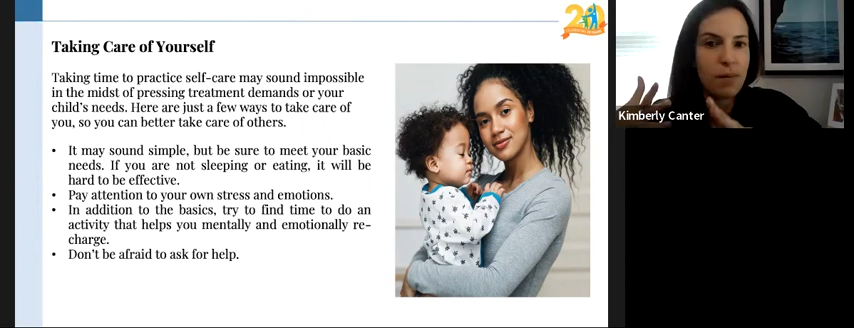 20
Taking Care of Yourself
Taking time to practice self-care may sound impossible
in the midst of pressing treatment demands or your
child's needs. Here are just a few ways to take care of
you, so you can better take care of others.
• It may sound simple, but be sure to meet your basic
needs. If you are not sleeping or eating, it will be
hard to be effective.
• Pay attention to your own stress and emotions.
• In addition to the basics, try to find time to do an
activity that helps you mentally and emotionally re-
charge.
• Don't be afraid to ask for help.
Kimberly Canter